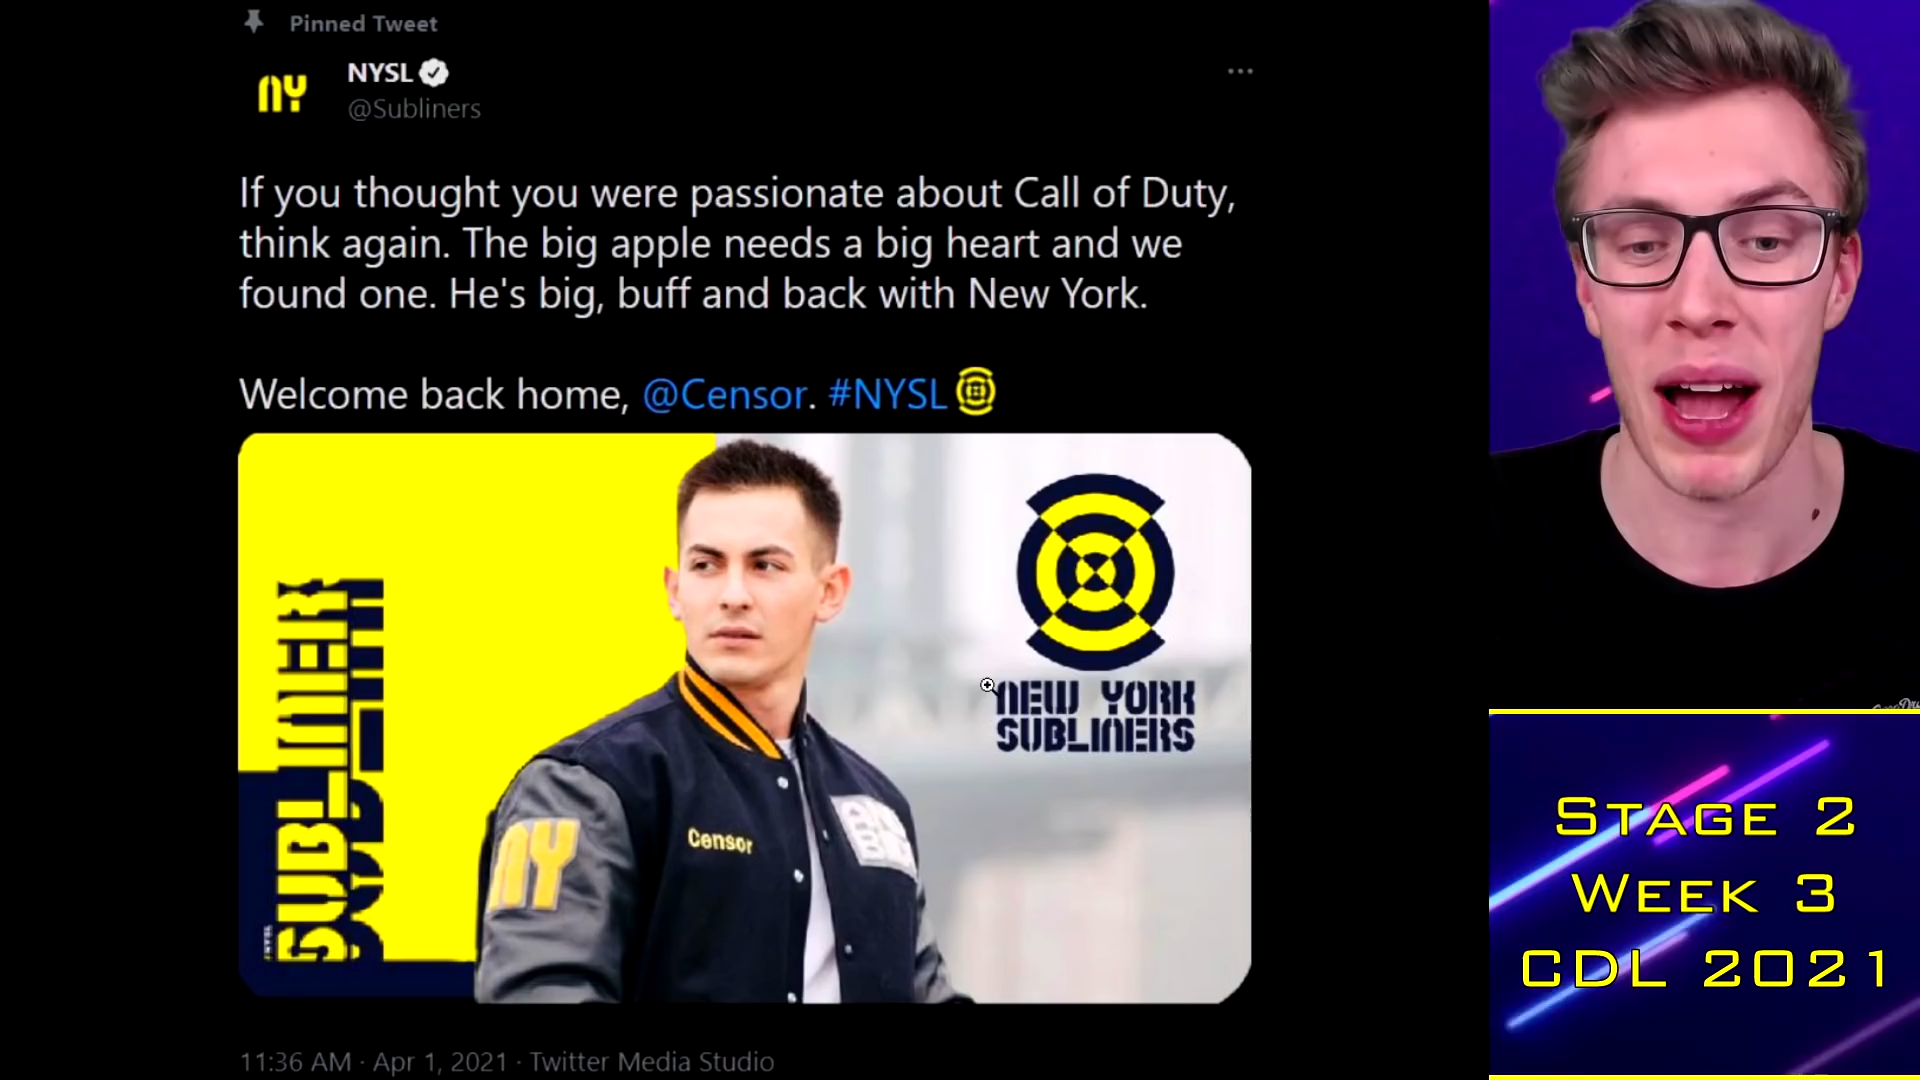 Pinned Tweet
NYSL
@Subliners
If you thought you were passionate about Call of Duty,
think again. The big apple needs a big heart and we
found one. He's big, buff and back with New York.
Welcome back home, @Censor. #NYSL
SUBLINER
NY
Censor
NY
NEW YORK
SUBLINERS
11:36 AM · Apr 1, 2021 · Twitter Media Studio
STAGE 2
WEEK 3
CDL 2021